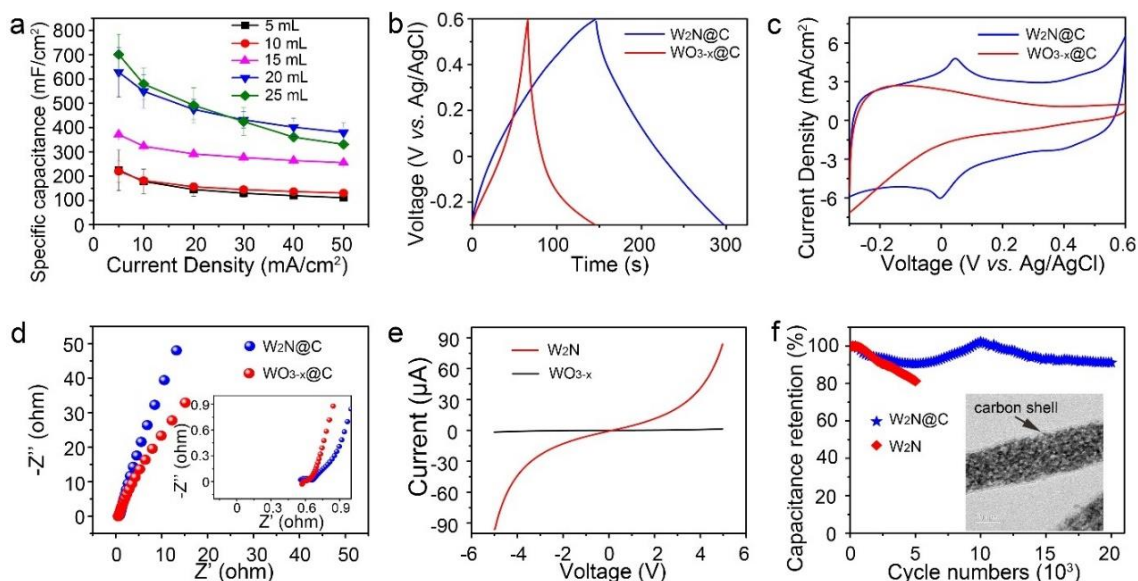 a
800
700
600
500
400
300
200
100
0
0 10 20 30 40 50
Specific capacitance (mF/cm²)
Current Density (mA/cm²)
5 mL
10 mL
15 mL
20 mL
25 mL
b
0.6
0.4
0.2
0
-0.2
0 100 200 300
Voltage (V vs. Ag/AgCl)
Time (s)
W2N@C
WO3-x@C
c
6
3
0
-3
-6
-0.2 0 0.2 0.4 0.6
Current Density (mA/cm²)
Voltage (V vs. Ag/AgCl)
W2N@C
WO3-x@C
d
50
40
30
20
10
0
0 10 20 30 40 50
-Z'' (ohm)
Z' (ohm)
W2N@C
WO3-x@C
0.9
0.6
0.3
0
0 0.3 0.6 0.9
-Z'' (ohm)
Z' (ohm)
e
90
60
30
0
-30
-60
-90
-6 -4 -2 0 2 4 6
Current (μA)
Voltage (V)
W2N
WO3-x
f
100
80
60
40
20
0
0 5 10 15 20
Capacitance retention (%)
Cycle numbers (10³)
W2N@C
W2N
carbon shell